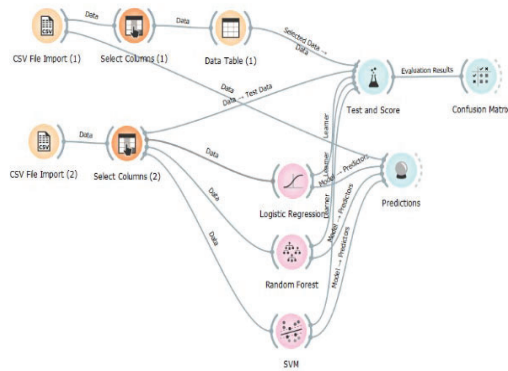 Data
Data
CSV File Import (1)
Select Columns (1)
Data Table (1)
Selected Data → Data
Data
Data → Test Data
Evaluation Results
Test and Score
Confusion Matrix
Data
CSV File Import (2)
Select Columns (2)
Data
Data
Data
Learner
Learner
Learner
Model → Predictors
Model → Predictors
Model → Predictors
Logistic Regression
Predictions
Random Forest
SVM